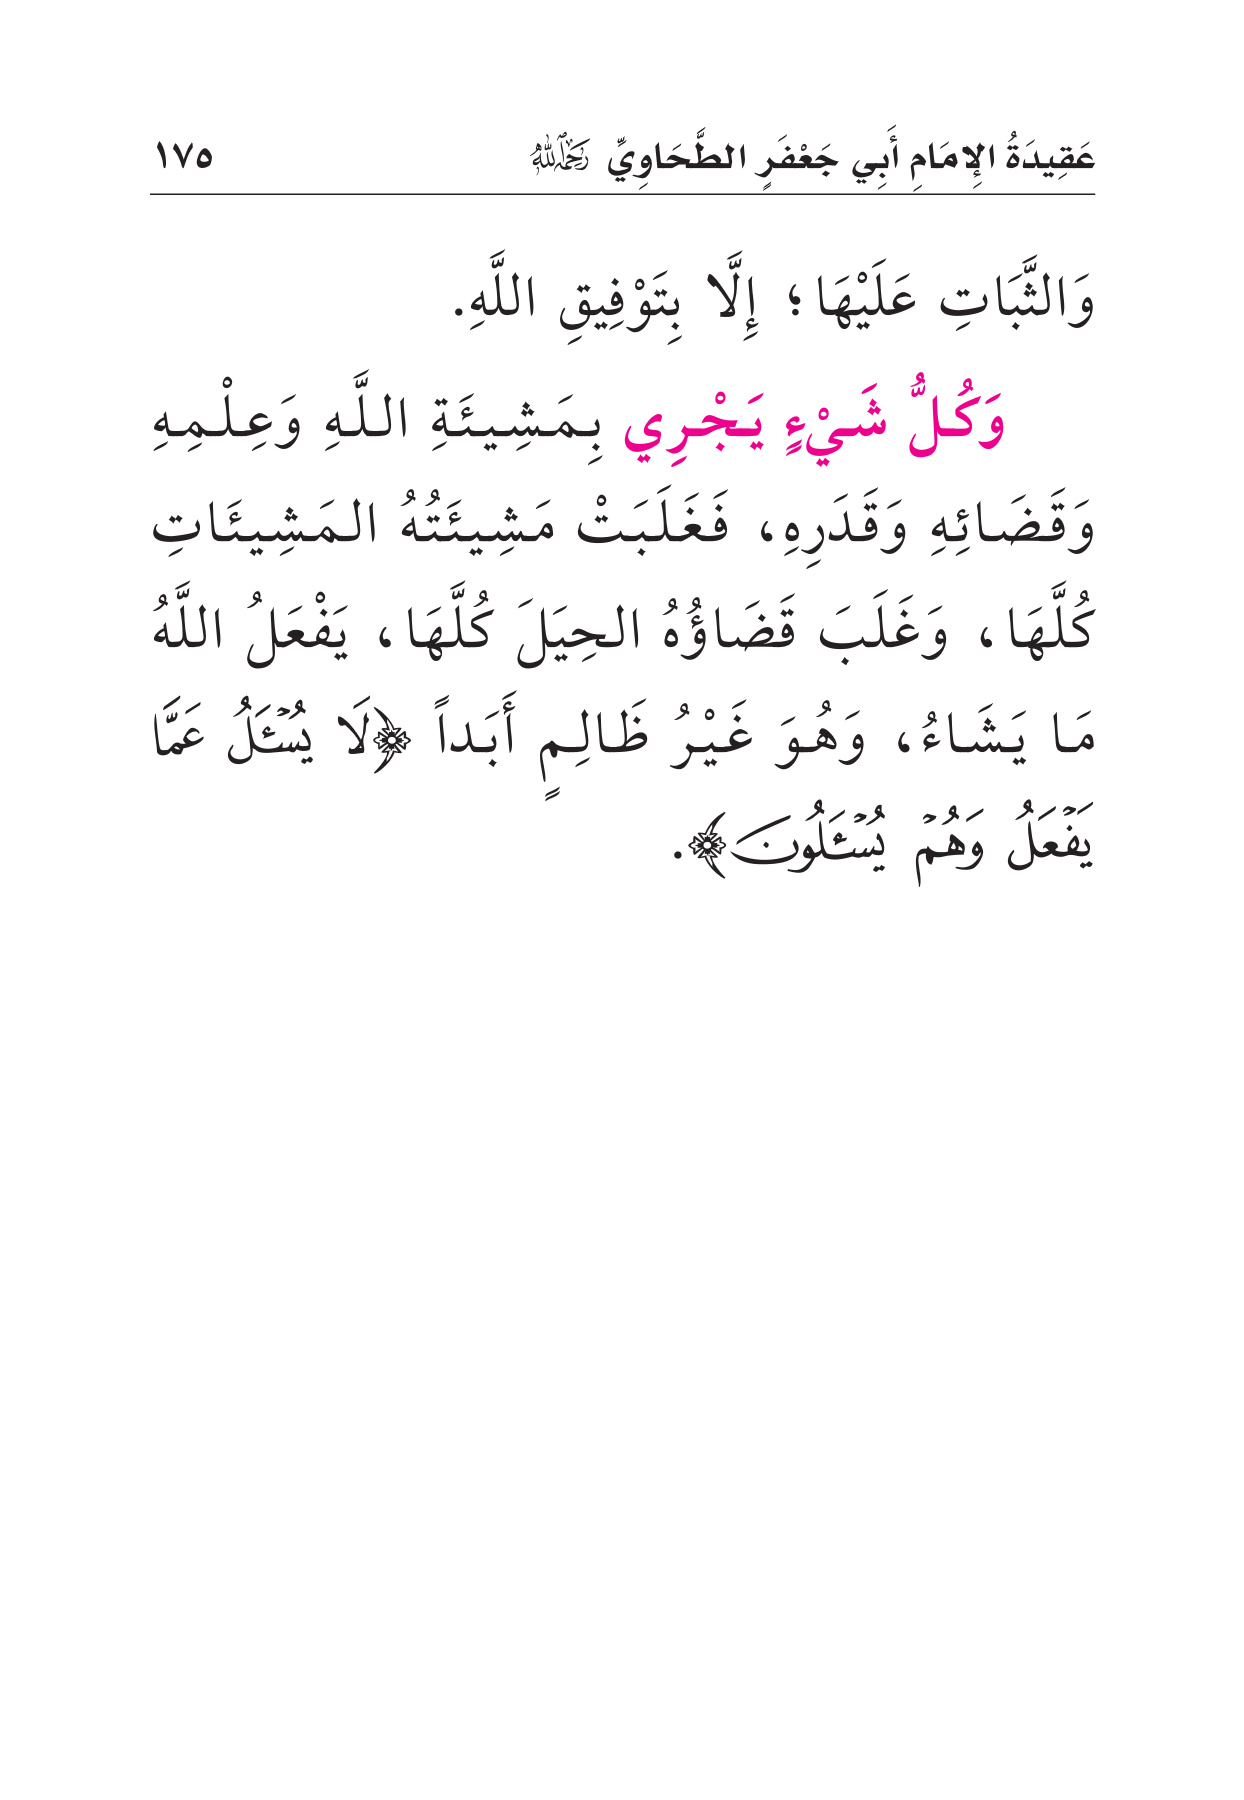 عَقِيدَةُ الإِمَامِ أَبِي جَعْفَرٍ الطَّحَاوِيِّ رَحِمَهُ اللَّهُ ١٧٥
وَالثَّبَاتِ عَلَيْهَا؛ إِلَّا بِتَوْفِيقِ اللَّهِ.
وَكُلُّ شَيْءٍ يَجْرِي بِمَشِيئَةِ اللَّهِ وَعِلْمِهِ
وَقَضَائِهِ وَقَدَرِهِ، فَغَلَبَتْ مَشِيئَتُهُ المَشِيئَاتِ
كُلَّهَا، وَغَلَبَ قَضَاؤُهُ الحِيَلَ كُلَّهَا، يَفْعَلُ اللَّهُ
مَا يَشَاءُ، وَهُوَ غَيْرُ ظَالِمٍ أَبَداً ﴿لَا يُسْـَٔلُ عَمَّا
يَفْعَلُ وَهُمْ يُسْـَٔلُونَ﴾.